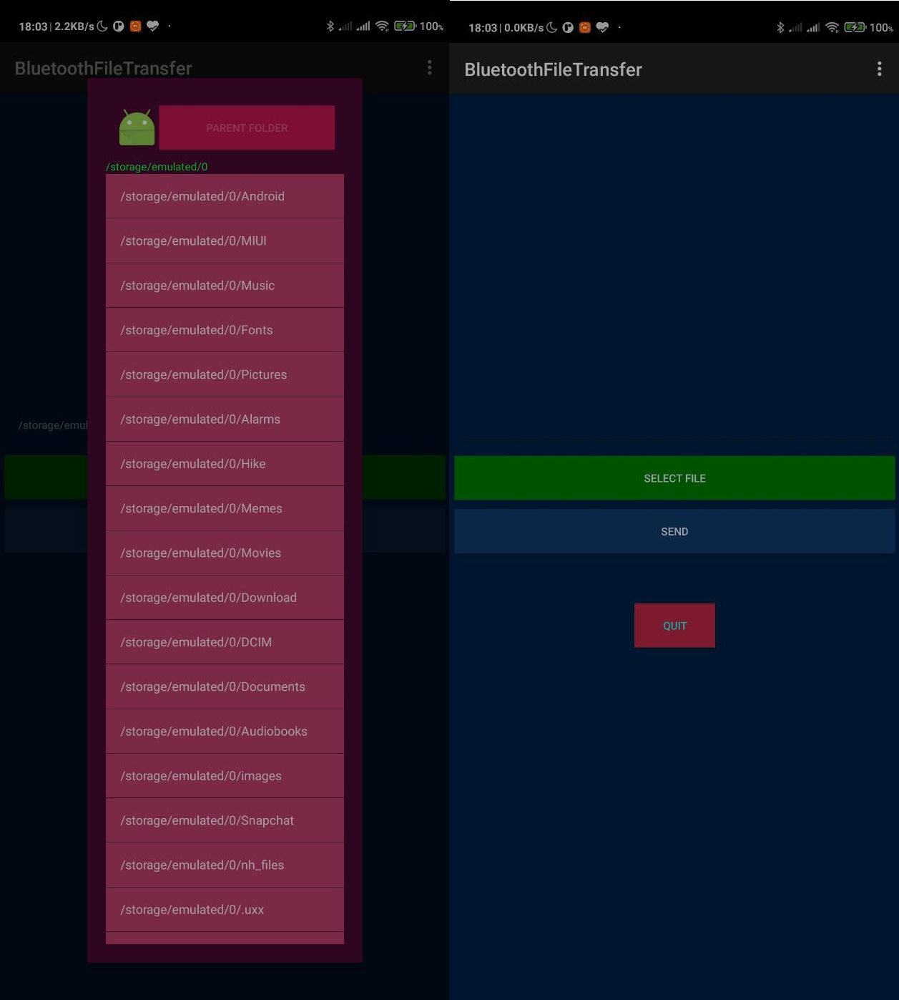 18:03 | 2.2KB/s
100%
BluetoothFileTransfer
PARENT FOLDER
/storage/emulated/0
/storage/emulated/0/Android
/storage/emulated/0/MIUI
/storage/emulated/0/Music
/storage/emulated/0/Fonts
/storage/emulated/0/Pictures
/storage/emulated/0/Alarms
/storage/emul
/storage/emulated/0/Hike
/storage/emulated/0/Memes
/storage/emulated/0/Movies
/storage/emulated/0/Download
/storage/emulated/0/DCIM
/storage/emulated/0/Documents
/storage/emulated/0/Audiobooks
/storage/emulated/0/images
/storage/emulated/0/Snapchat
/storage/emulated/0/nh_files
/storage/emulated/0/.uxx
18:03 | 0.0KB/s
100%
BluetoothFileTransfer
SELECT FILE
SEND
QUIT